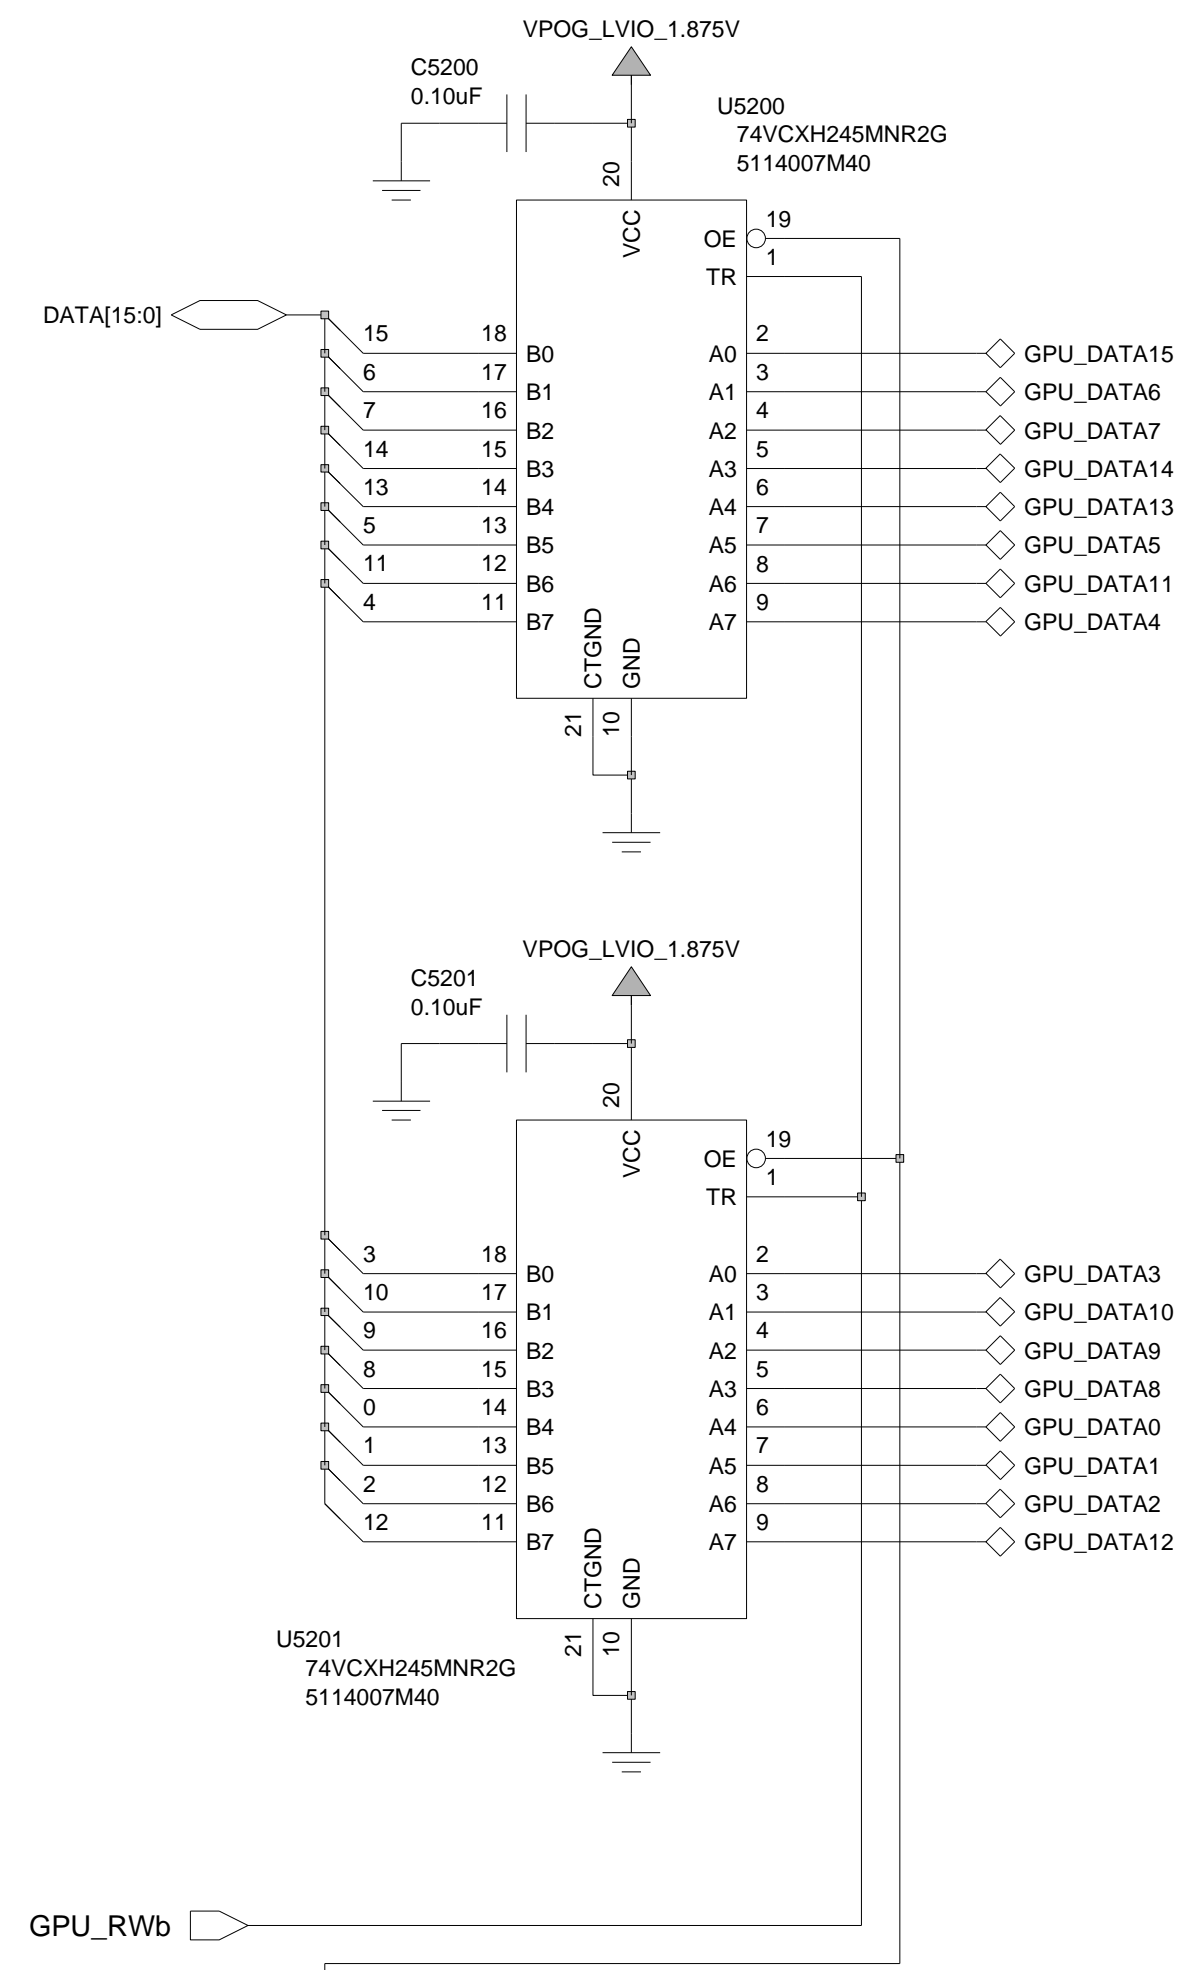 VPOG_LVIO_1.875V
C5200
0.10uF
U5200
74VCXH245MNR2G
5114007M40
20
VCC
OE
19
TR
1
DATA[15:0]
15 18 B0 A0 2 GPU_DATA15
6 17 B1 A1 3 GPU_DATA6
7 16 B2 A2 4 GPU_DATA7
14 15 B3 A3 5 GPU_DATA14
13 14 B4 A4 6 GPU_DATA13
5 13 B5 A5 7 GPU_DATA5
11 12 B6 A6 8 GPU_DATA11
4 11 B7 A7 9 GPU_DATA4
CTGND
GND
21
10
VPOG_LVIO_1.875V
C5201
0.10uF
20
VCC
OE
19
TR
1
3 18 B0 A0 2 GPU_DATA3
10 17 B1 A1 3 GPU_DATA10
9 16 B2 A2 4 GPU_DATA9
8 15 B3 A3 5 GPU_DATA8
0 14 B4 A4 6 GPU_DATA0
1 13 B5 A5 7 GPU_DATA1
2 12 B6 A6 8 GPU_DATA2
12 11 B7 A7 9 GPU_DATA12
CTGND
GND
21
10
U5201
74VCXH245MNR2G
5114007M40
GPU_RWb